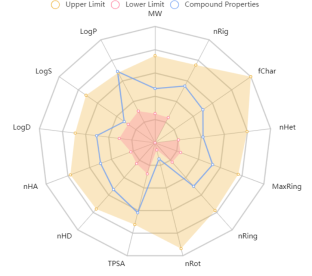 Upper Limit Lower Limit Compound Properties
MW
LogP nRig
LogS fChar
LogD nHet
nHA MaxRing
nHD nRing
TPSA nRot